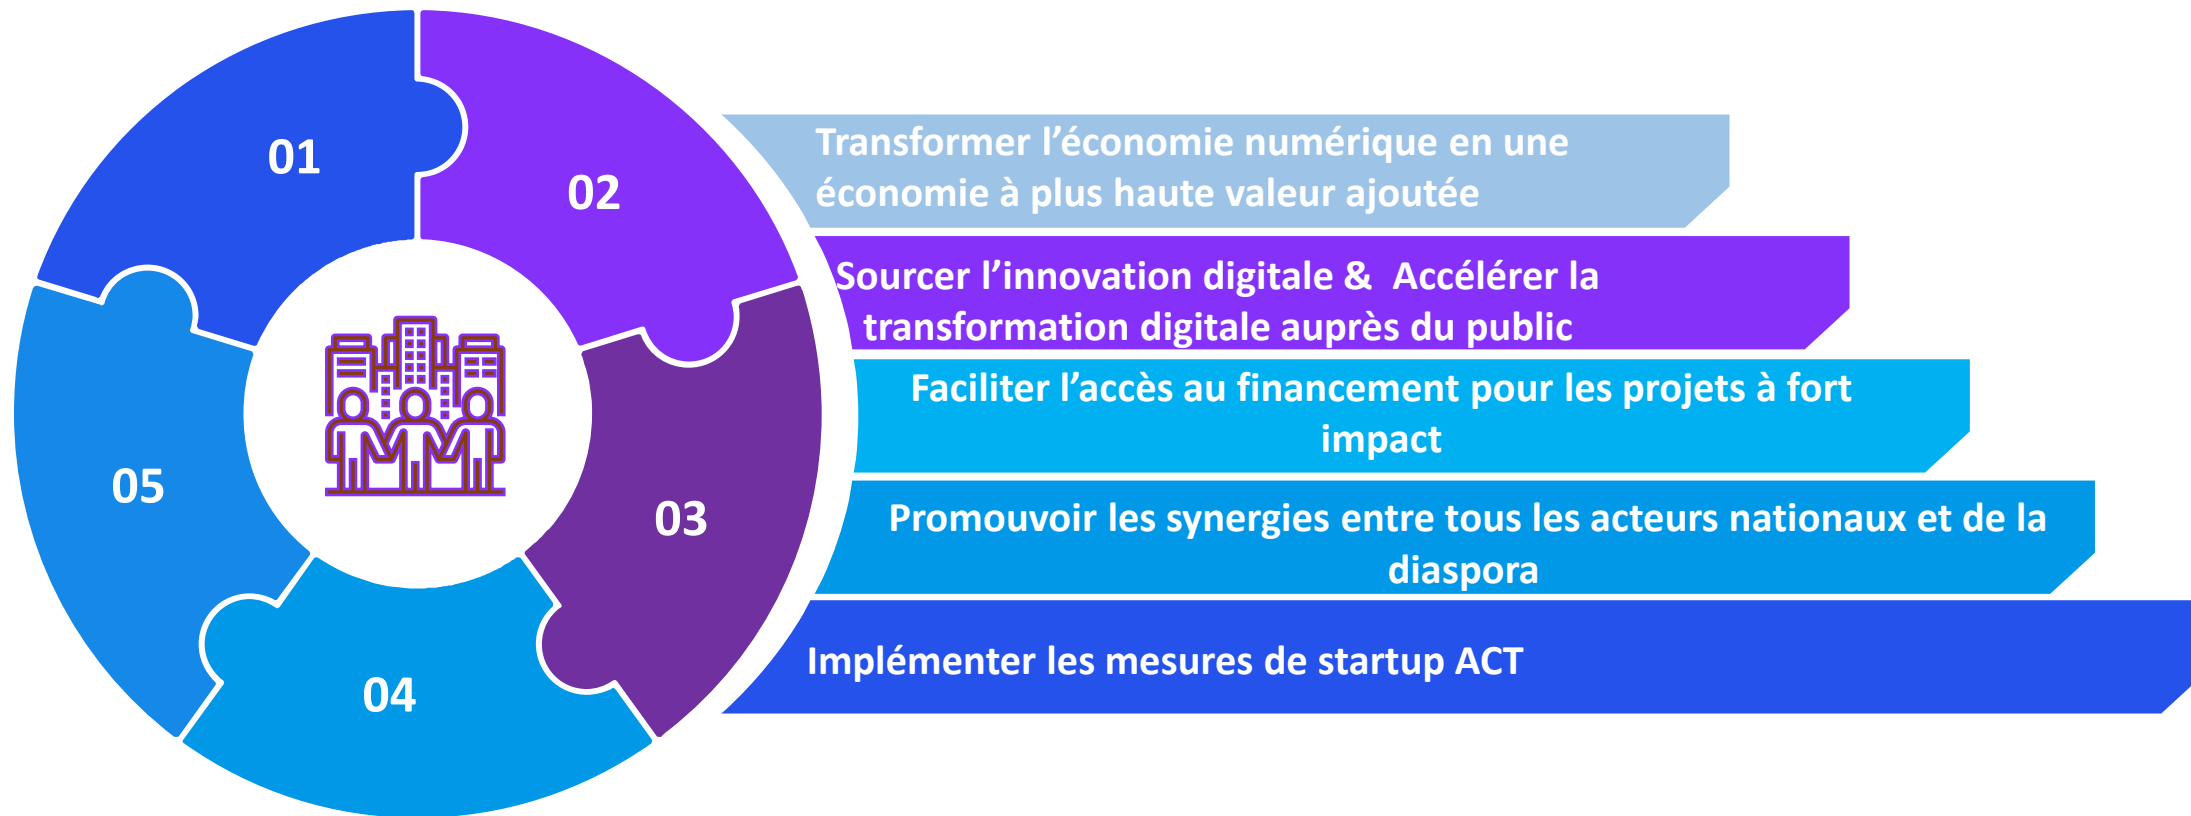 01
02
03
04
05
Transformer l’économie numérique en une
économie à plus haute valeur ajoutée
Sourcer l’innovation digitale &  Accélérer la
transformation digitale auprès du public
Faciliter l’accès au financement pour les projets à fort
impact
Promouvoir les synergies entre tous les acteurs nationaux et de la
diaspora
Implémenter les mesures de startup ACT